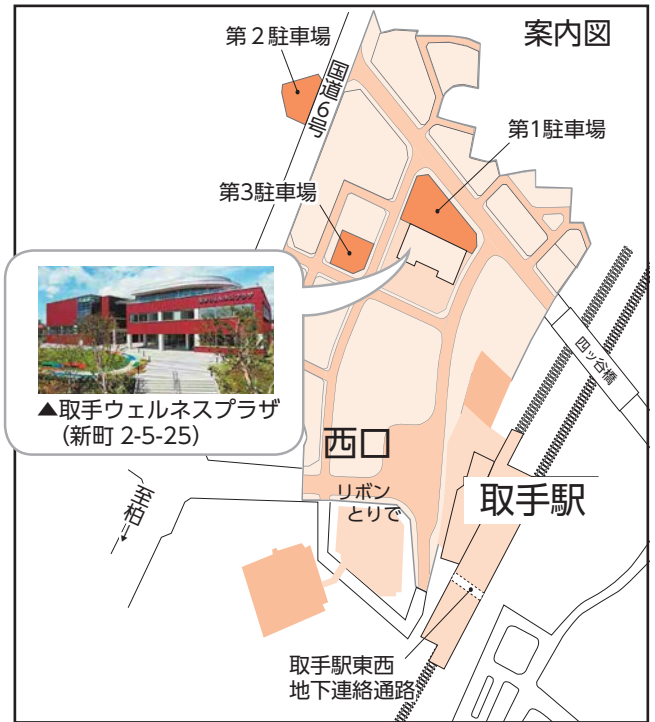 案内図
第２駐車場
国道６号
第1駐車場
第3駐車場
四ッ谷橋
▲取手ウェルネスプラザ
（新町 2-5-25）
西口
リボン
とりで
取手駅
至柏
取手駅東西
地下連絡通路